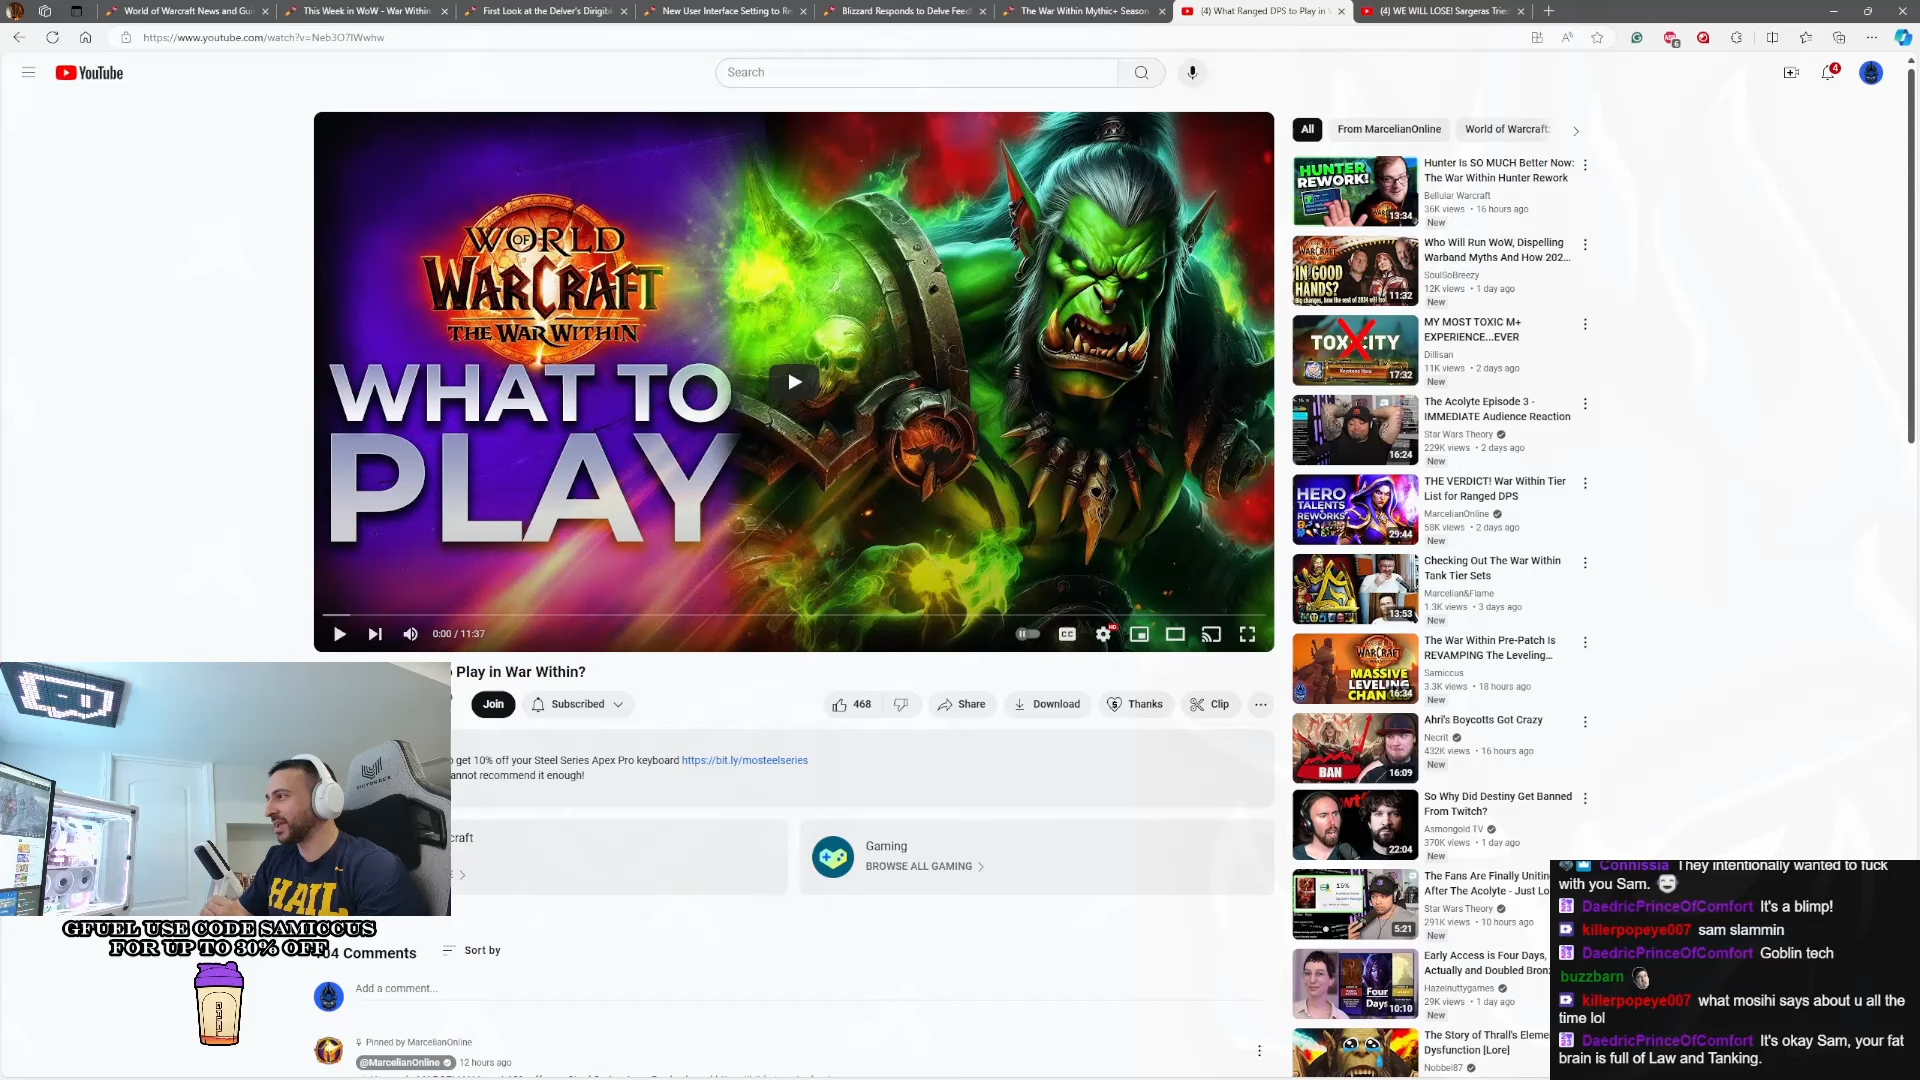 World of Warcraft News and Gui
This Week in WoW - War Within
First Look at the Delver's Dirigibl
New User Interface Setting to Re
Blizzard Responds to Delve Feed
The War Within Mythic+ Season
(4) What Ranged DPS to Play in
(4) WE WILL LOSE! Sargeras Tried
https://www.youtube.com/watch?v=Neb3O7IWwhw
6
YouTube
Search
4
WORLD
OF
WARCRAFT
THE WAR WITHIN
WHAT TO
PLAY
0:00 / 11:37
CC
HD
Play in War Within?
Join
Subscribed
468
Share
Download
Thanks
Clip
get 10% off your Steel Series Apex Pro keyboard https://bit.ly/mosteelseries
annot recommend it enough!
craft
Gaming
BROWSE ALL GAMING
04 Comments
Sort by
Add a comment...
Pinned by MarcelianOnline
@MarcelianOnline
12 hours ago
HAIL
GFUEL USE CODE SAMICCUS
FOR UP TO 30% OFF
All
From MarcelianOnline
World of Warcraft:
HUNTER
REWORK!
13:34
Hunter Is SO MUCH Better Now:
The War Within Hunter Rework
Bellular Warcraft
36K views • 16 hours ago
New
IN GOOD
HANDS?
11:32
Who Will Run WoW, Dispelling
Warband Myths And How 202...
SoulSoBreezy
12K views • 1 day ago
New
TOXICITY
17:32
MY MOST TOXIC M+
EXPERIENCE...EVER
Dillisan
11K views • 2 days ago
New
16:24
The Acolyte Episode 3 -
IMMEDIATE Audience Reaction
Star Wars Theory
229K views • 2 days ago
New
HERO
TALENTS
& REWORKS
29:44
THE VERDICT! War Within Tier
List for Ranged DPS
MarcelianOnline
58K views • 2 days ago
New
13:53
Checking Out The War Within
Tank Tier Sets
Marcelian&Flame
1.3K views • 3 days ago
New
WARCRAFT
MASSIVE
LEVELING
CHAN
16:34
The War Within Pre-Patch Is
REVAMPING The Leveling...
Samiccus
3.3K views • 18 hours ago
New
BAN
16:09
Ahri's Boycotts Got Crazy
Necrit
432K views • 16 hours ago
New
22:04
So Why Did Destiny Get Banned
From Twitch?
Asmongold TV
370K views • 1 day ago
New
15%
5:21
The Fans Are Finally Uniting
After The Acolyte - Just Lo
Star Wars Theory
291K views • 10 hours ago
New
Four
Days
10:10
Early Access is Four Days,
Actually and Doubled Bron
Hazelnuttygames
29K views • 1 day ago
New
The Story of Thrall's Eleme
Dysfunction [Lore]
Nobbel87
Connissia They intentionally wanted to fuck
with you Sam.
DaedricPrinceOfComfort It's a blimp!
killerpopeye007 sam slammin
DaedricPrinceOfComfort Goblin tech
buzzbarn
killerpopeye007 what mosihi says about u all the
time lol
DaedricPrinceOfComfort It's okay Sam, your fat
brain is full of Law and Tanking.